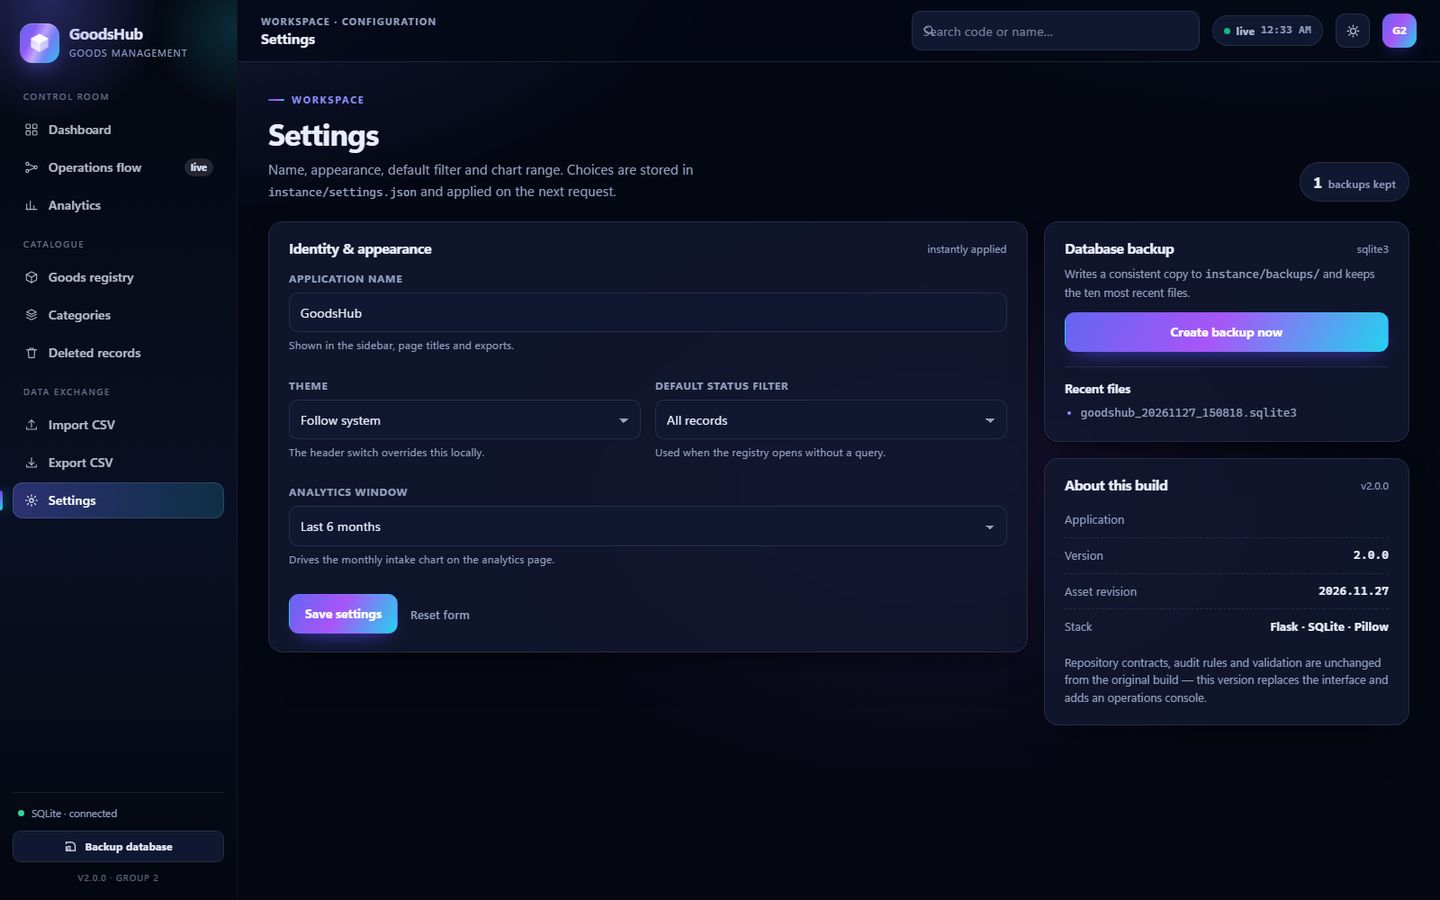 GoodsHub
GOODS MANAGEMENT
CONTROL ROOM
Dashboard
Operations flow live
Analytics
CATALOGUE
Goods registry
Categories
Deleted records
DATA EXCHANGE
Import CSV
Export CSV
Settings
SQLite · connected
Backup database
V2.0.0 · GROUP 2
WORKSPACE · CONFIGURATION
Settings
Search code or name...
live 12:33 AM
G2
WORKSPACE
Settings
Name, appearance, default filter and chart range. Choices are stored in
instance/settings.json and applied on the next request.
1 backups kept
Identity & appearance
instantly applied
APPLICATION NAME
GoodsHub
Shown in the sidebar, page titles and exports.
THEME
Follow system
The header switch overrides this locally.
DEFAULT STATUS FILTER
All records
Used when the registry opens without a query.
ANALYTICS WINDOW
Last 6 months
Drives the monthly intake chart on the analytics page.
Save settings
Reset form
Database backup
sqlite3
Writes a consistent copy to instance/backups/ and keeps
the ten most recent files.
Create backup now
Recent files
• goodshub_20261127_150818.sqlite3
About this build
v2.0.0
Application
Version 2.0.0
Asset revision 2026.11.27
Stack Flask · SQLite · Pillow
Repository contracts, audit rules and validation are unchanged
from the original build — this version replaces the interface and
adds an operations console.